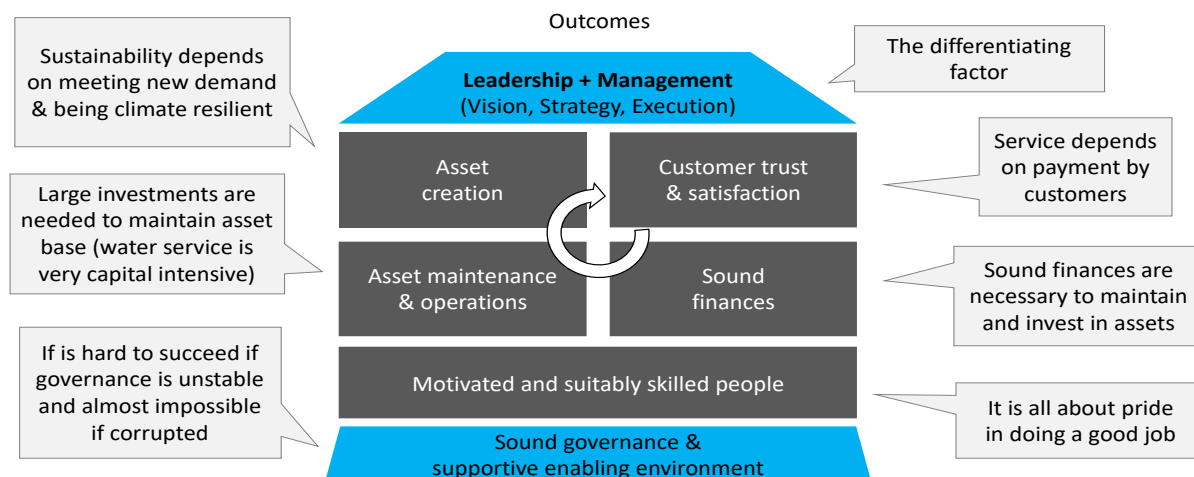 Outcomes
Sustainability depends
on meeting new demand
& being climate resilient
Leadership + Management
(Vision, Strategy, Execution)
The differentiating
factor
Asset
creation
Customer trust
& satisfaction
Service depends
on payment by
customers
Large investments are
needed to maintain asset
base (water service is
very capital intensive)
Asset maintenance
& operations
Sound
finances
Sound finances are
necessary to maintain
and invest in assets
If is hard to succeed if
governance is unstable
and almost impossible
if corrupted
Motivated and suitably skilled people
It is all about pride
in doing a good job
Sound governance &
supportive enabling environment